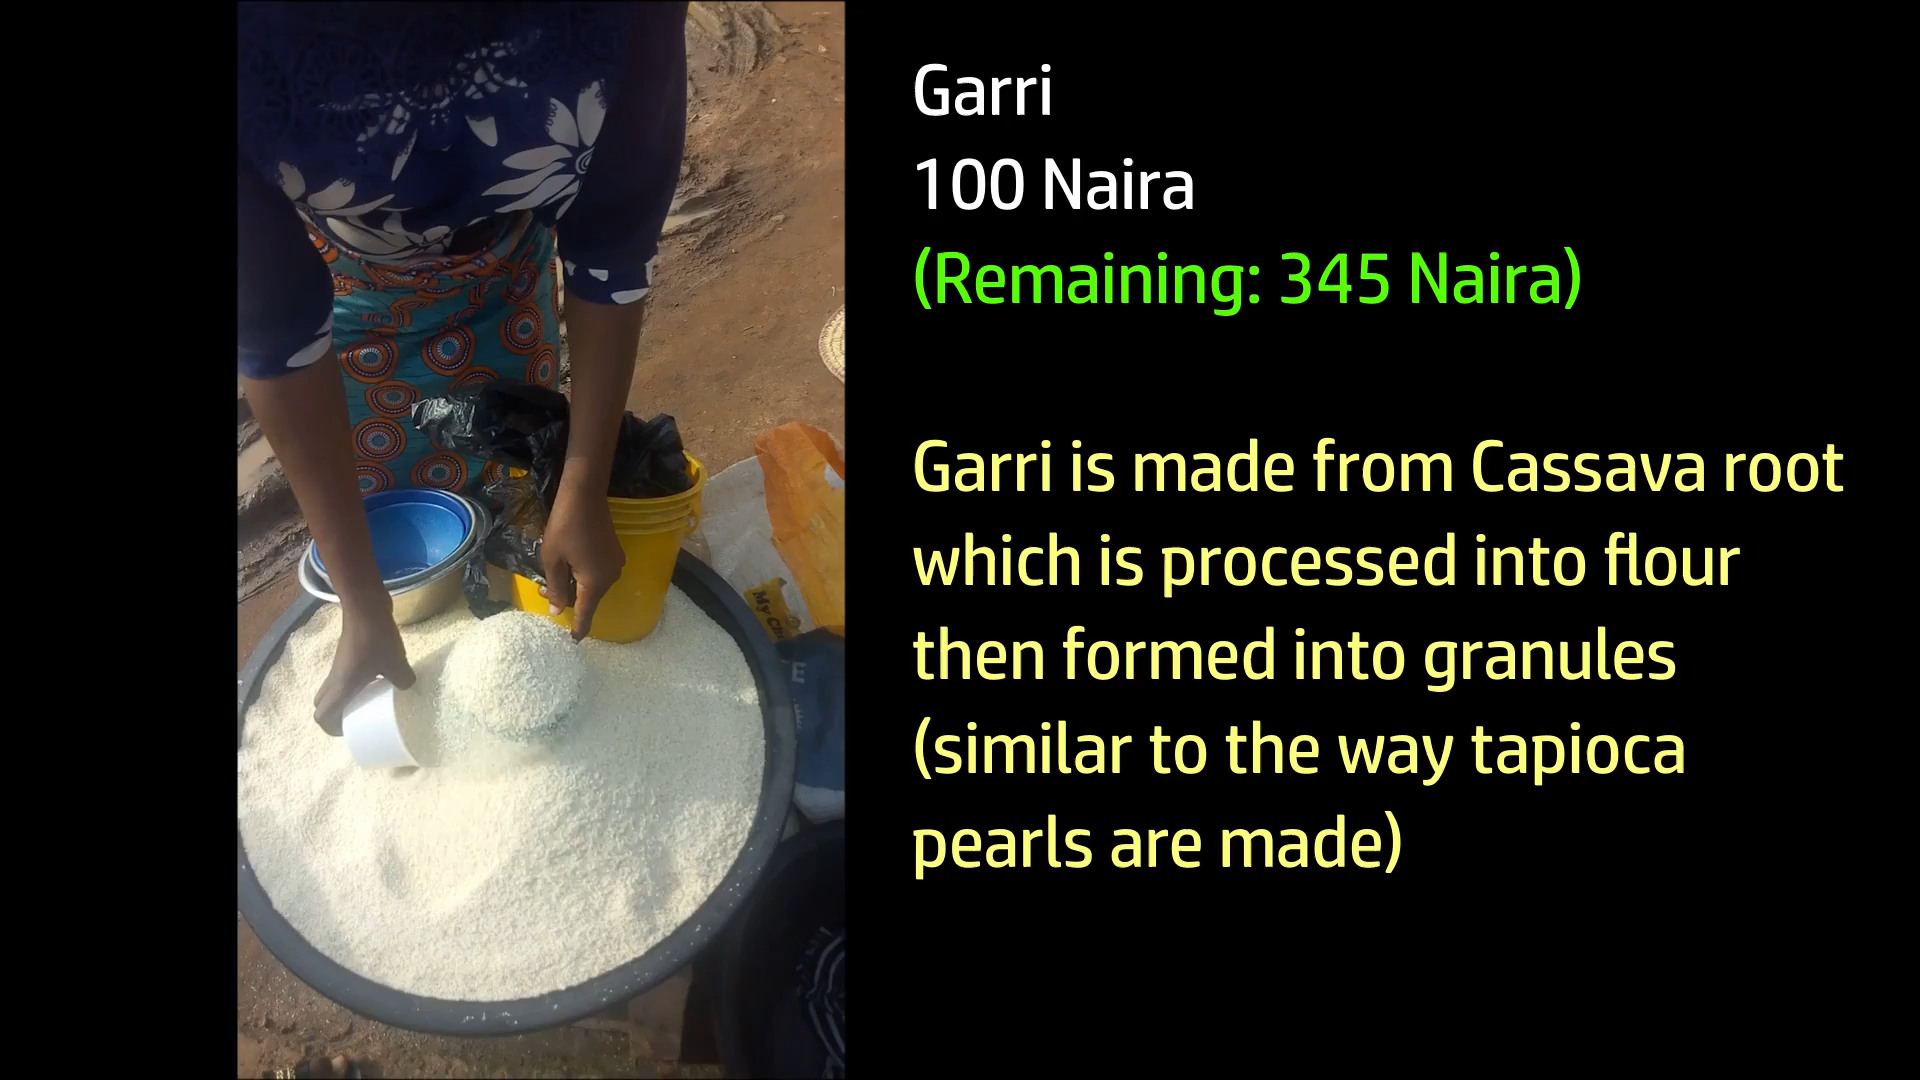 Garri
100 Naira
(Remaining: 345 Naira)
Garri is made from Cassava root
which is processed into flour
then formed into granules
(similar to the way tapioca
pearls are made)
My